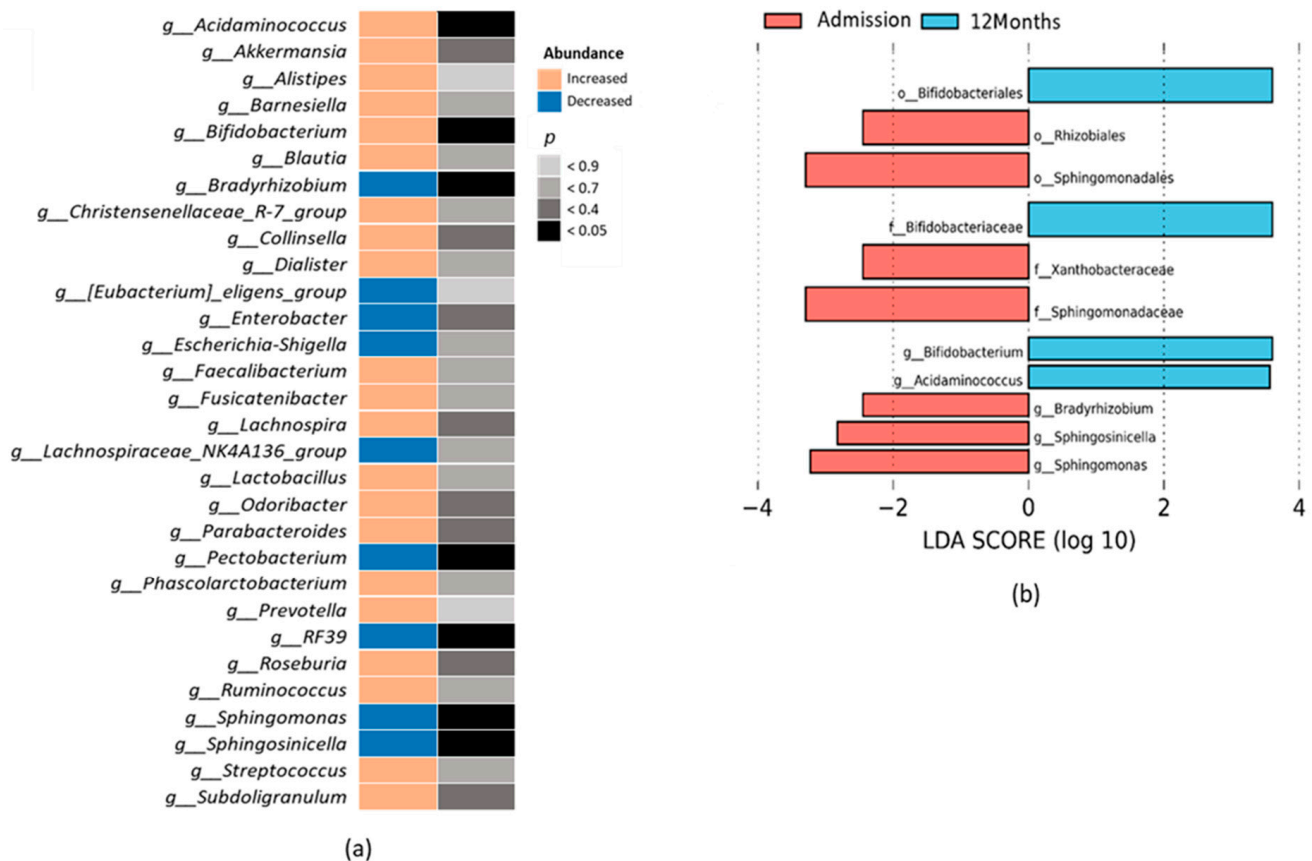 g__Acidaminococcus
g__Akkermansia
g__Alistipes
g__Barnesiella
g__Bifidobacterium
g__Blautia
g__Bradyrhizobium
g__Christensenellaceae_R-7_group
g__Collinsella
g__Dialister
g__[Eubacterium]_eligens_group
g__Enterobacter
g__Escherichia-Shigella
g__Faecalibacterium
g__Fusicatenibacter
g__Lachnospira
g__Lachnospiraceae_NK4A136_group
g__Lactobacillus
g__Odoribacter
g__Parabacteroides
g__Pectobacterium
g__Phascolarctobacterium
g__Prevotella
g__RF39
g__Roseburia
g__Ruminococcus
g__Sphingomonas
g__Sphingosinicella
g__Streptococcus
g__Subdoligranulum
(a)
Abundance
Increased
Decreased
p
< 0.9
< 0.7
< 0.4
< 0.05
Admission 12Months
o__Bifidobacteriales
o__Rhizobiales
o__Sphingomonadales
f__Bifidobacteriaceae
f__Xanthobacteraceae
f__Sphingomonadaceae
g__Bifidobacterium
g__Acidaminococcus
g__Bradyrhizobium
g__Sphingosinicella
g__Sphingomonas
−4 −2 0 2 4
LDA SCORE (log 10)
(b)